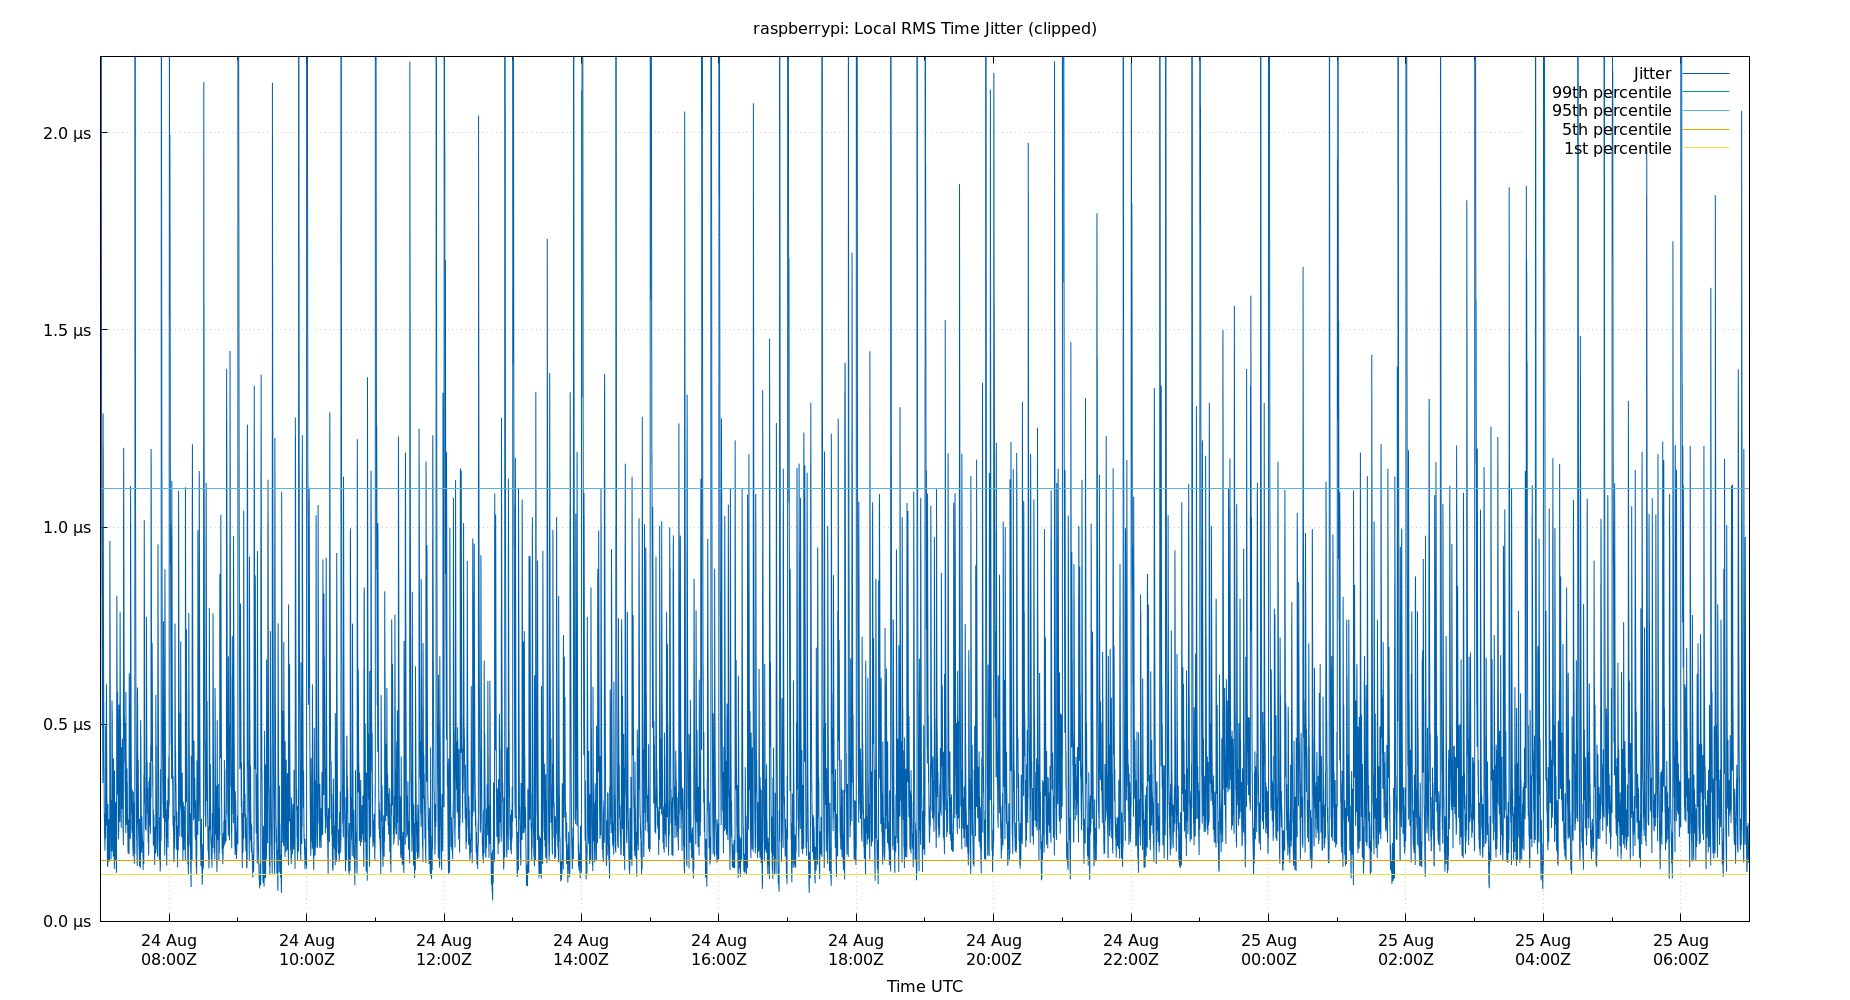 raspberrypi: Local RMS Time Jitter (clipped)
Jitter
99th percentile
95th percentile
5th percentile
1st percentile
2.0 µs
1.5 µs
1.0 µs
0.5 µs
0.0 µs
24 Aug 24 Aug 24 Aug 24 Aug 24 Aug 24 Aug 24 Aug 24 Aug 25 Aug 25 Aug 25 Aug 25 Aug
08:00Z 10:00Z 12:00Z 14:00Z 16:00Z 18:00Z 20:00Z 22:00Z 00:00Z 02:00Z 04:00Z 06:00Z
Time UTC